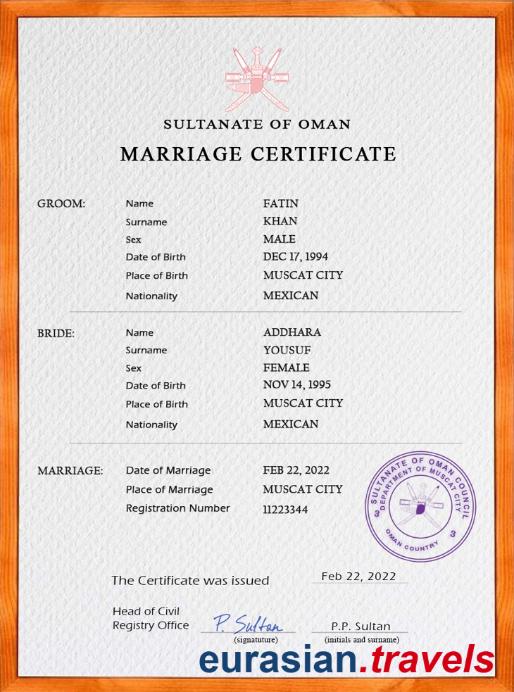 SULTANATE OF OMAN
MARRIAGE CERTIFICATE
GROOM: Name FATIN
Surname KHAN
Sex MALE
Date of Birth DEC 17, 1994
Place of Birth MUSCAT CITY
Nationality MEXICAN
BRIDE: Name ADDHARA
Surname YOUSUF
Sex FEMALE
Date of Birth NOV 14, 1995
Place of Birth MUSCAT CITY
Nationality MEXICAN
MARRIAGE: Date of Marriage FEB 22, 2022
Place of Marriage MUSCAT CITY
Registration Number 11223344
SULTANATE OF OMAN COUNCIL
DEPARTMENT OF MUSCAT CITY
OMAN COUNTRY
The Certificate was issued Feb 22, 2022
Head of Civil
Registry Office P. Sultan P.P. Sultan
(signatuture) (initials and surname)
eurasian.travels